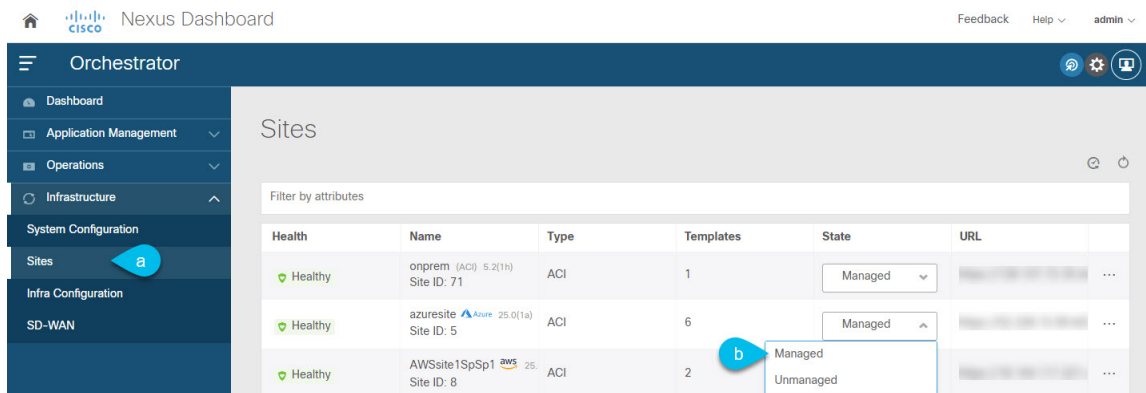 CISCO Nexus Dashboard
Feedback Help admin
Orchestrator
Dashboard
Application Management
Operations
Infrastructure
System Configuration
Sites a
Infra Configuration
SD-WAN
Sites
Filter by attributes
Health Name Type Templates State URL
Healthy onprem (ACI) 5.2(1h) ACI 1 Managed ...
Site ID: 71
Healthy azuresite Azure 25.0(1a) ACI 6 Managed ...
Site ID: 5
b Managed
Healthy AWSsite1SpSp1 aws 25. ACI 2 ...
Site ID: 8
Unmanaged